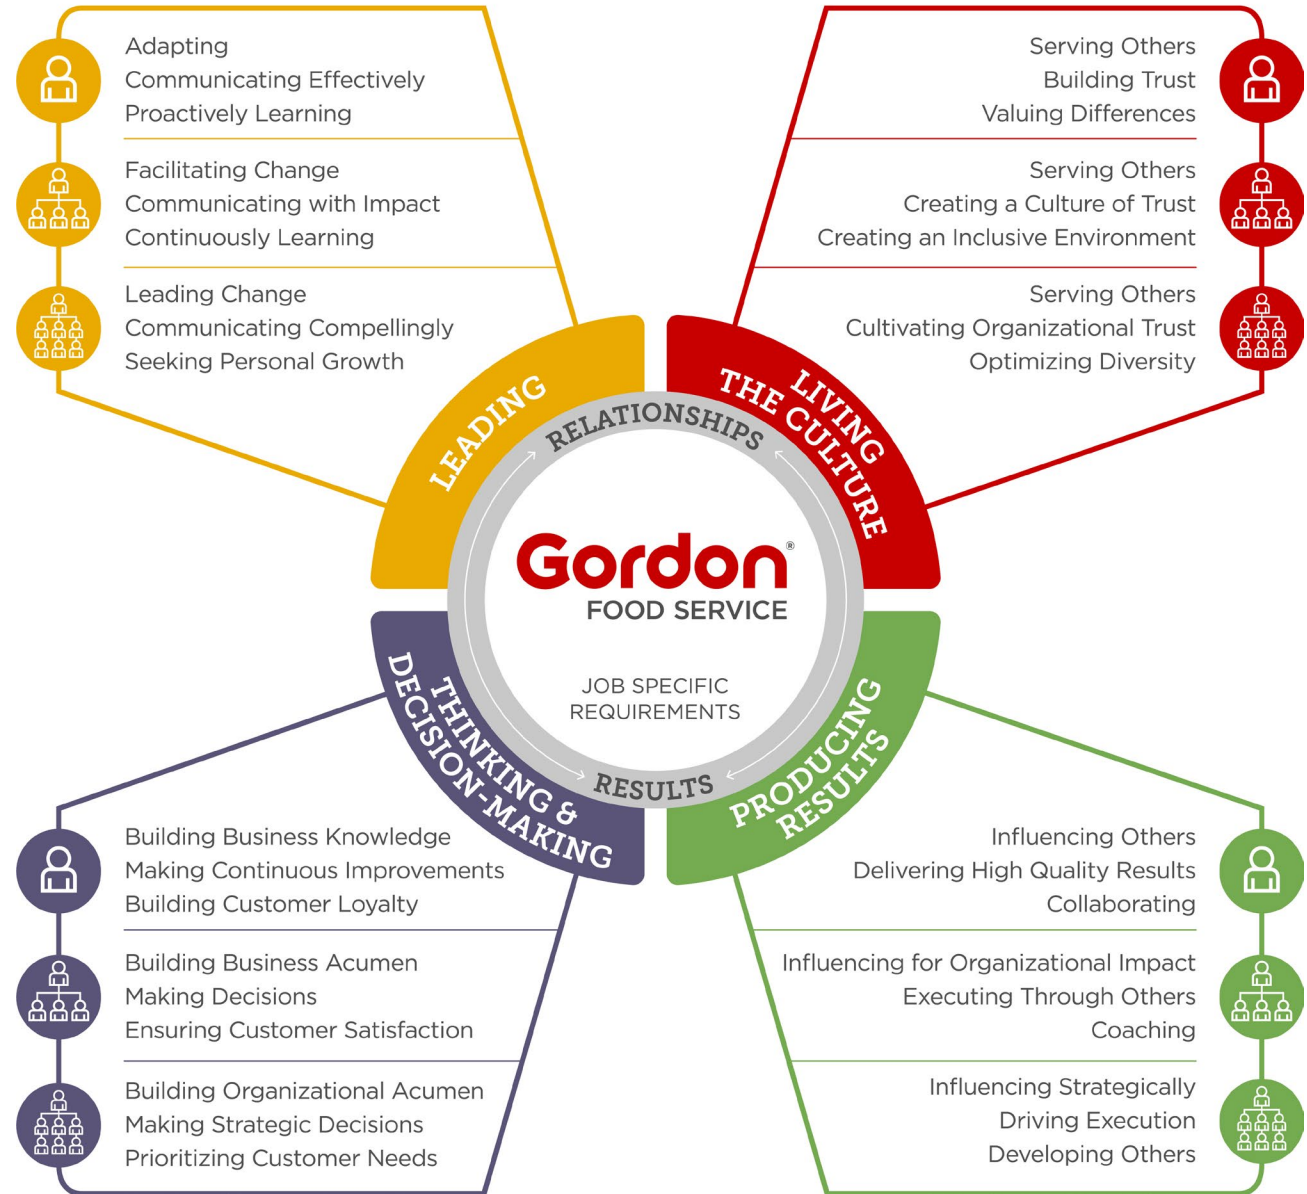 Adapting
Communicating Effectively
Proactively Learning
Facilitating Change
Communicating with Impact
Continuously Learning
Leading Change
Communicating Compellingly
Seeking Personal Growth
Serving Others
Building Trust
Valuing Differences
Serving Others
Creating a Culture of Trust
Creating an Inclusive Environment
Serving Others
Cultivating Organizational Trust
Optimizing Diversity
LEADING
LIVING
THE CULTURE
RELATIONSHIPS
Gordon®
FOOD SERVICE
JOB SPECIFIC
REQUIREMENTS
RESULTS
THINKING &
DECISION-MAKING
PRODUCING
RESULTS
Building Business Knowledge
Making Continuous Improvements
Building Customer Loyalty
Building Business Acumen
Making Decisions
Ensuring Customer Satisfaction
Building Organizational Acumen
Making Strategic Decisions
Prioritizing Customer Needs
Influencing Others
Delivering High Quality Results
Collaborating
Influencing for Organizational Impact
Executing Through Others
Coaching
Influencing Strategically
Driving Execution
Developing Others